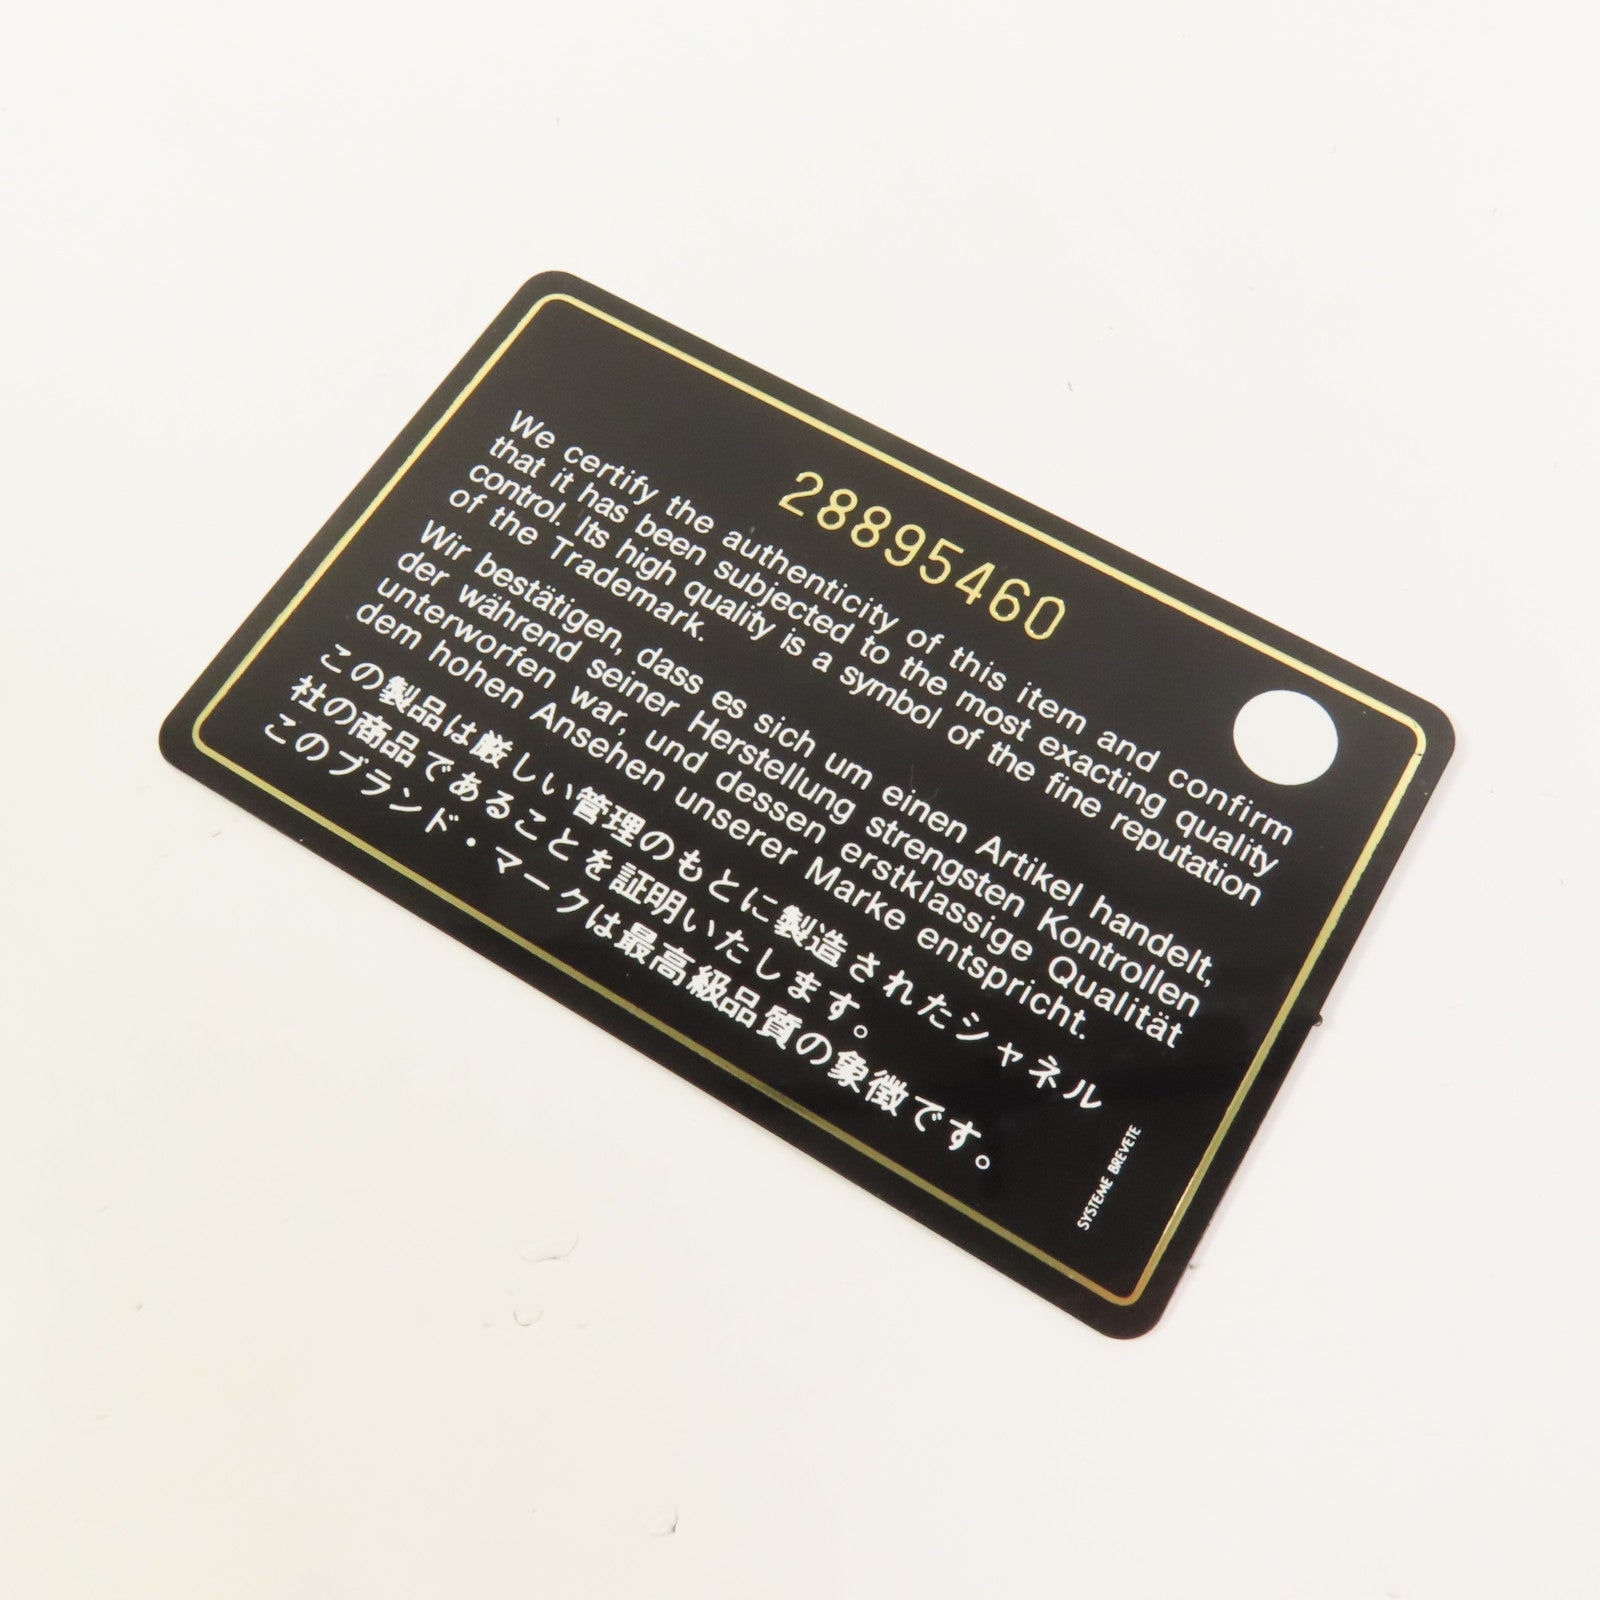 28895460
We certify the authenticity of this item and confirm
that it has been subjected to the most exacting quality
control. Its high quality is a symbol of the fine reputation
of the Trademark.
Wir bestätigen, dass es sich um einen Artikel handelt,
der während seiner Herstellung strengsten Kontrollen
unterworfen war, und dessen erstklassige Qualität
dem hohen Ansehen unserer Marke entspricht.
この製品は厳しい管理のもとに製造されたシャネル
社の商品であることを証明いたします。
このブランド・マークは最高級品質の象徴です。
SYSTEME BREVETE